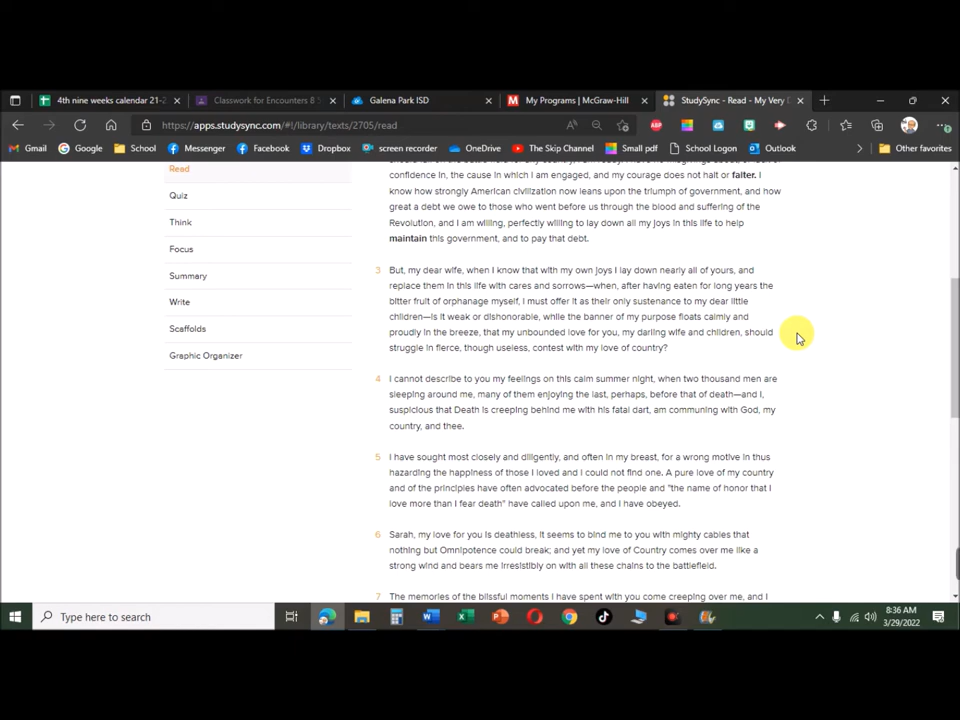 4th nine weeks calendar 21-2
Classwork for Encounters 8 S
Galena Park ISD
My Programs | McGraw-Hill
StudySync - Read - My Very D
https://apps.studysync.com/#!/library/texts/2705/read
Gmail
Google
School
Messenger
Facebook
Dropbox
screen recorder
OneDrive
The Skip Channel
Small pdf
School Logon
Outlook
Other favorites
Read
Quiz
Think
Focus
Summary
Write
Scaffolds
Graphic Organizer
confidence in, the cause in which I am engaged, and my courage does not halt or falter. I
know how strongly American civilization now leans upon the triumph of government, and how
great a debt we owe to those who went before us through the blood and suffering of the
Revolution, and I am willing, perfectly willing to lay down all my joys in this life to help
maintain this government, and to pay that debt.
3 But, my dear wife, when I know that with my own joys I lay down nearly all of yours, and
replace them in this life with cares and sorrows—when, after having eaten for long years the
bitter fruit of orphanage myself, I must offer it as their only sustenance to my dear little
children—is it weak or dishonorable, while the banner of my purpose floats calmly and
proudly in the breeze, that my unbounded love for you, my darling wife and children, should
struggle in fierce, though useless, contest with my love of country?
4 I cannot describe to you my feelings on this calm summer night, when two thousand men are
sleeping around me, many of them enjoying the last, perhaps, before that of death—and I,
suspicious that Death is creeping behind me with his fatal dart, am communing with God, my
country, and thee.
5 I have sought most closely and diligently, and often in my breast, for a wrong motive in thus
hazarding the happiness of those I loved and I could not find one. A pure love of my country
and of the principles have often advocated before the people and "the name of honor that I
love more than I fear death" have called upon me, and I have obeyed.
6 Sarah, my love for you is deathless, it seems to bind me to you with mighty cables that
nothing but Omnipotence could break; and yet my love of Country comes over me like a
strong wind and bears me irresistibly on with all these chains to the battlefield.
7 The memories of the blissful moments I have spent with you come creeping over me, and I
Type here to search
8:36 AM
3/29/2022